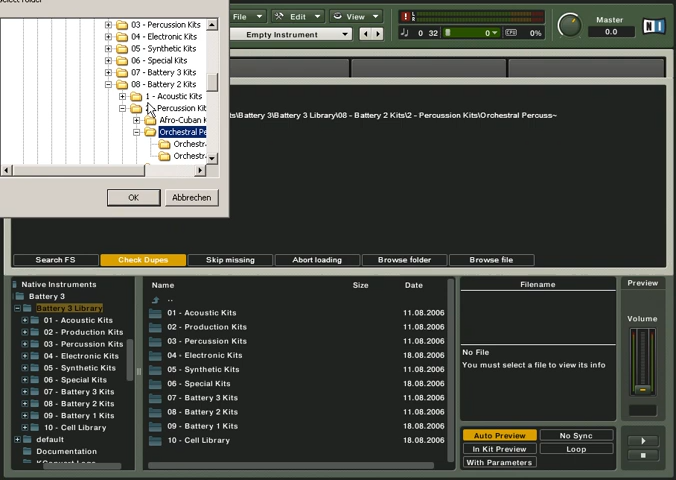 Select Folder
03 - Percussion Kits
04 - Electronic Kits
05 - Synthetic Kits
06 - Special Kits
07 - Battery 3 Kits
08 - Battery 2 Kits
1 - Acoustic Kits
Percussion Kit
Afro-Cuban K
Orchestral Pe
Orchestr
Orchestr
OK
Abbrechen
File
Edit
View
Empty Instrument
!
L
R
0 32
0
CPU
0%
Master
0.0
NI
ts\Battery 3\Battery 3 Library\08 - Battery 2 Kits\2 - Percussion Kits\Orchestral Percuss~
Search FS
Check Dupes
Skip missing
Abort loading
Browse folder
Browse file
Native Instruments
Battery 3
Battery 3 Library
01 - Acoustic Kits
02 - Production Kits
03 - Percussion Kits
04 - Electronic Kits
05 - Synthetic Kits
06 - Special Kits
07 - Battery 3 Kits
08 - Battery 2 Kits
09 - Battery 1 Kits
10 - Cell Library
default
Documentation
KConvert Logs
Name Size Date
..
01 - Acoustic Kits 11.08.2006
02 - Production Kits 11.08.2006
03 - Percussion Kits 11.08.2006
04 - Electronic Kits 18.08.2006
05 - Synthetic Kits 11.08.2006
06 - Special Kits 18.08.2006
07 - Battery 3 Kits 11.08.2006
08 - Battery 2 Kits 11.08.2006
09 - Battery 1 Kits 18.08.2006
10 - Cell Library 18.08.2006
Filename
No File
You must select a file to view its info
Auto Preview
No Sync
In Kit Preview
Loop
With Parameters
Preview
Volume